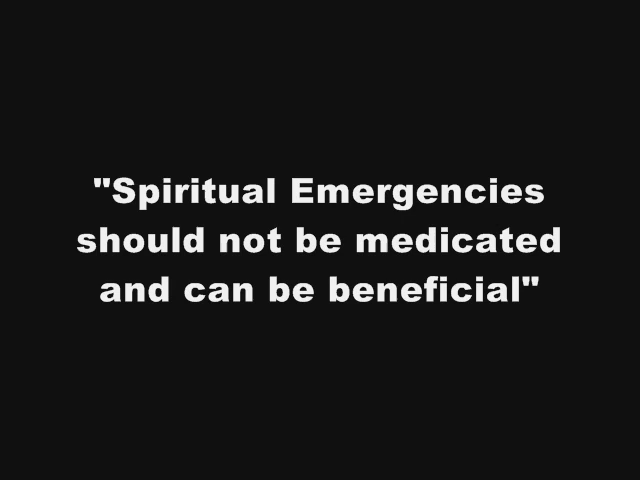 "Spiritual Emergencies
should not be medicated
and can be beneficial"